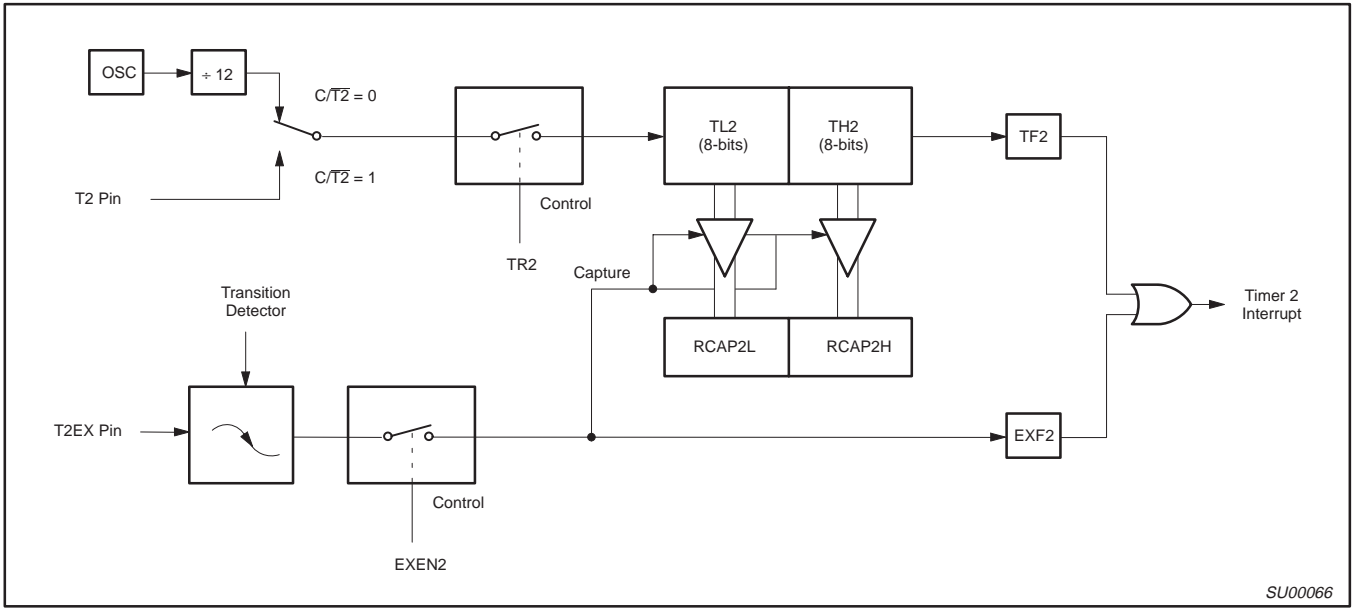 OSC
÷ 12
C/T2 = 0
C/T2 = 1
T2 Pin
Control
TR2
TL2
(8-bits)
TH2
(8-bits)
TF2
Capture
Transition
Detector
RCAP2L
RCAP2H
Timer 2
Interrupt
T2EX Pin
EXF2
Control
EXEN2
SU00066